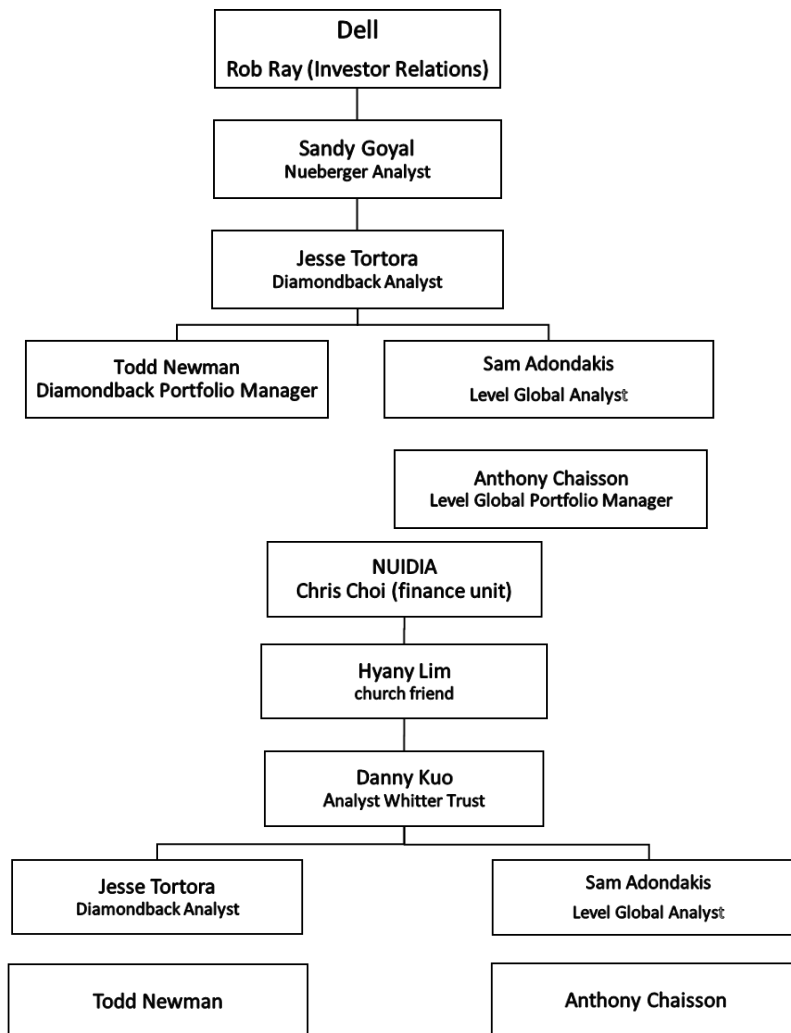 Dell
Rob Ray (Investor Relations)
Sandy Goyal
Nueberger Analyst
Jesse Tortora
Diamondback Analyst
Todd Newman
Diamondback Portfolio Manager
Sam Adondakis
Level Global Analyst
Anthony Chaisson
Level Global Portfolio Manager
NUIDIA
Chris Choi (finance unit)
Hyany Lim
church friend
Danny Kuo
Analyst Whitter Trust
Jesse Tortora
Diamondback Analyst
Sam Adondakis
Level Global Analyst
Todd Newman
Anthony Chaisson